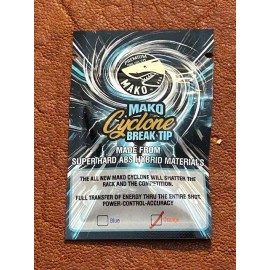 PREMIUM
MAKO
MAKO
Cyclone
BREAK TIP
MADE FROM
SUPER HARD ABS HYBRID MATERIALS
THE ALL NEW MAKO CYCLONE WILL SHATTER THE
RACK AND THE COMPETITION.
FULL TRANSFER OF ENERGY THRU THE ENTIRE SHOT.
POWER-CONTROL-ACCURACY
Blue